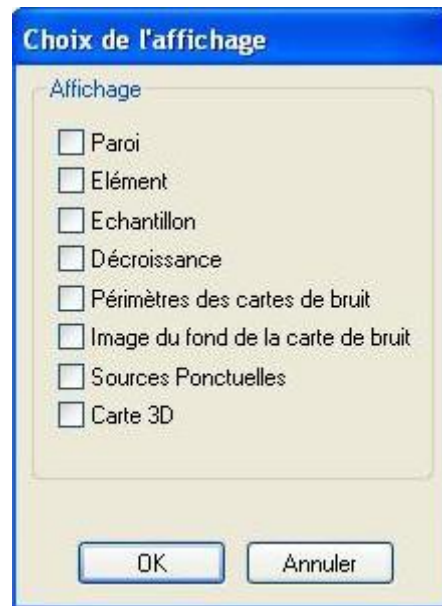 Choix de l'affichage
Affichage
Paroi
Elément
Echantillon
Décroissance
Périmètres des cartes de bruit
Image du fond de la carte de bruit
Sources Ponctuelles
Carte 3D
OK
Annuler